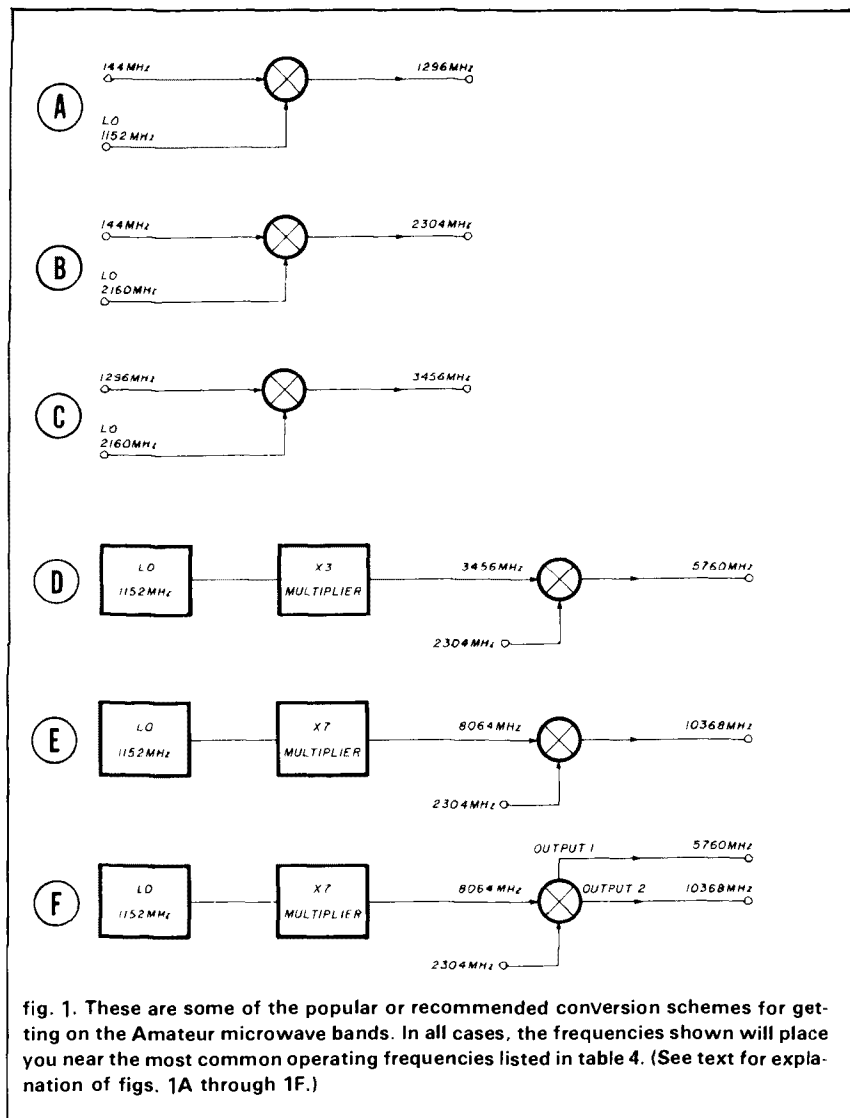 A
144MHz
1296MHz
LO
1152MHz
B
144MHz
2304MHz
LO
2160MHz
C
1296MHz
3456MHz
LO
2160MHz
D
LO
1152MHz
X3
MULTIPLIER
3456MHz
5760MHz
2304MHz
E
LO
1152MHz
X7
MULTIPLIER
8064MHz
10368MHz
2304MHz
F
LO
1152MHz
X7
MULTIPLIER
8064MHz
OUTPUT 1
5760MHz
OUTPUT 2
10368MHz
2304MHz
fig. 1. These are some of the popular or recommended conversion schemes for get-
ting on the Amateur microwave bands. In all cases, the frequencies shown will place
you near the most common operating frequencies listed in table 4. (See text for expla-
nation of figs. 1A through 1F.)